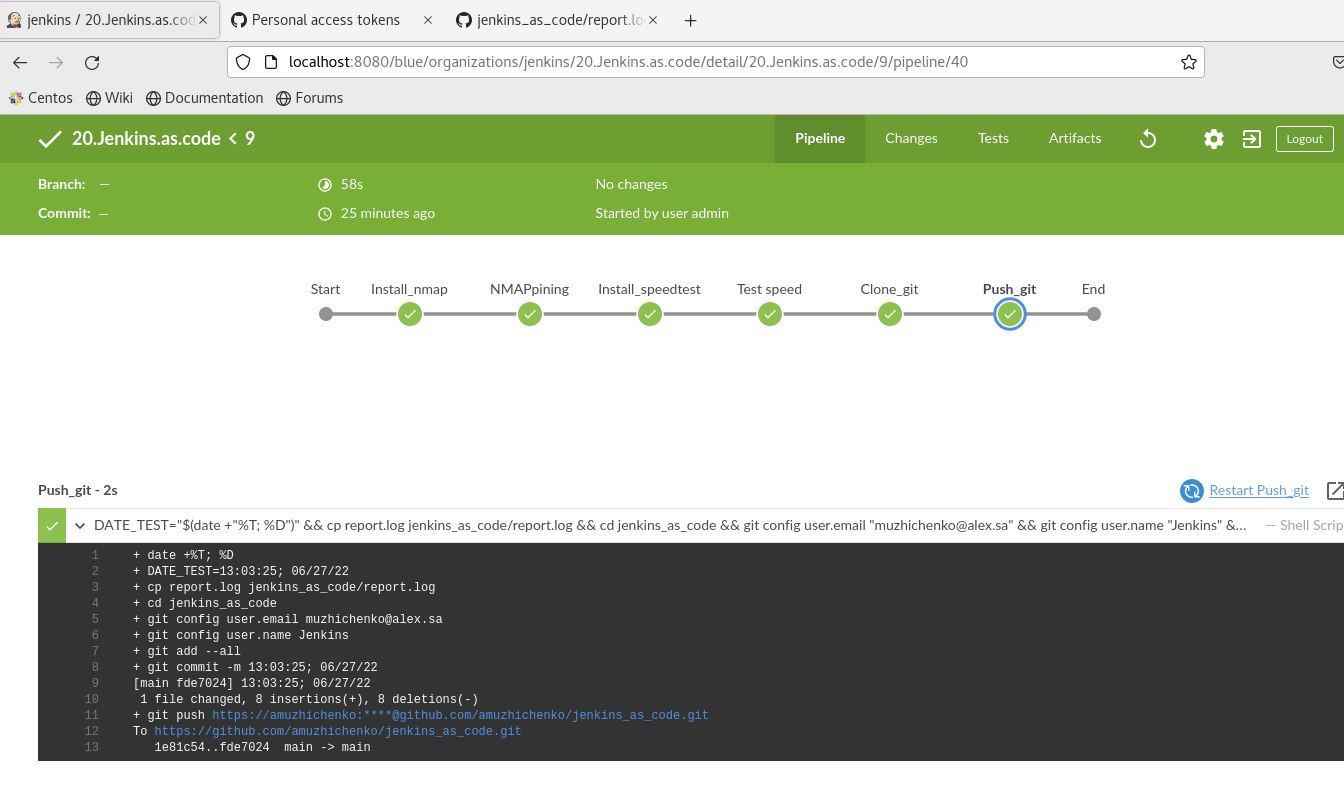 jenkins / 20.Jenkins.as.cod
Personal access tokens
jenkins_as_code/report.lo
localhost:8080/blue/organizations/jenkins/20.Jenkins.as.code/detail/20.Jenkins.as.code/9/pipeline/40
Centos Wiki Documentation Forums
20.Jenkins.as.code < 9 Pipeline Changes Tests Artifacts Logout
Branch: — 58s No changes
Commit: — 25 minutes ago Started by user admin
Start Install_nmap NMAPpining Install_speedtest Test speed Clone_git Push_git End
Push_git - 2s Restart Push_git
DATE_TEST="$(date +"%T; %D")" && cp report.log jenkins_as_code/report.log && cd jenkins_as_code && git config user.email "muzhichenko@alex.sa" && git config user.name "Jenkins" &... — Shell Scrip
1 + date +%T; %D
2 + DATE_TEST=13:03:25; 06/27/22
3 + cp report.log jenkins_as_code/report.log
4 + cd jenkins_as_code
5 + git config user.email muzhichenko@alex.sa
6 + git config user.name Jenkins
7 + git add --all
8 + git commit -m 13:03:25; 06/27/22
9 [main fde7024] 13:03:25; 06/27/22
10 1 file changed, 8 insertions(+), 8 deletions(-)
11 + git push https://amuzhichenko:****@github.com/amuzhichenko/jenkins_as_code.git
12 To https://github.com/amuzhichenko/jenkins_as_code.git
13 1e81c54..fde7024 main -> main